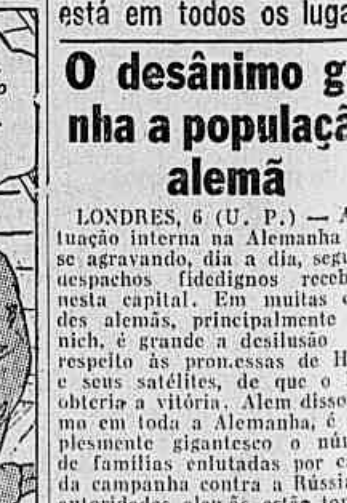 está em todos os luga
O desânimo g
nha a populaçã
alemã
LONDRES, 6 (U. P.) — A
tuação interna na Alemanha
se agravando, dia a dia, segu
despachos fidedignos receb
nesta capital. Em muitas c
des alemãs, principalmente
nich, é grande a desilusão
respeito às promessas de H
e seus satélites, de que o
obteria a vitória. Alem disso
mo em toda a Alemanha, é
plesmente gigantesco o nú
de famílias enlutadas por c
da campanha contra a Rússia